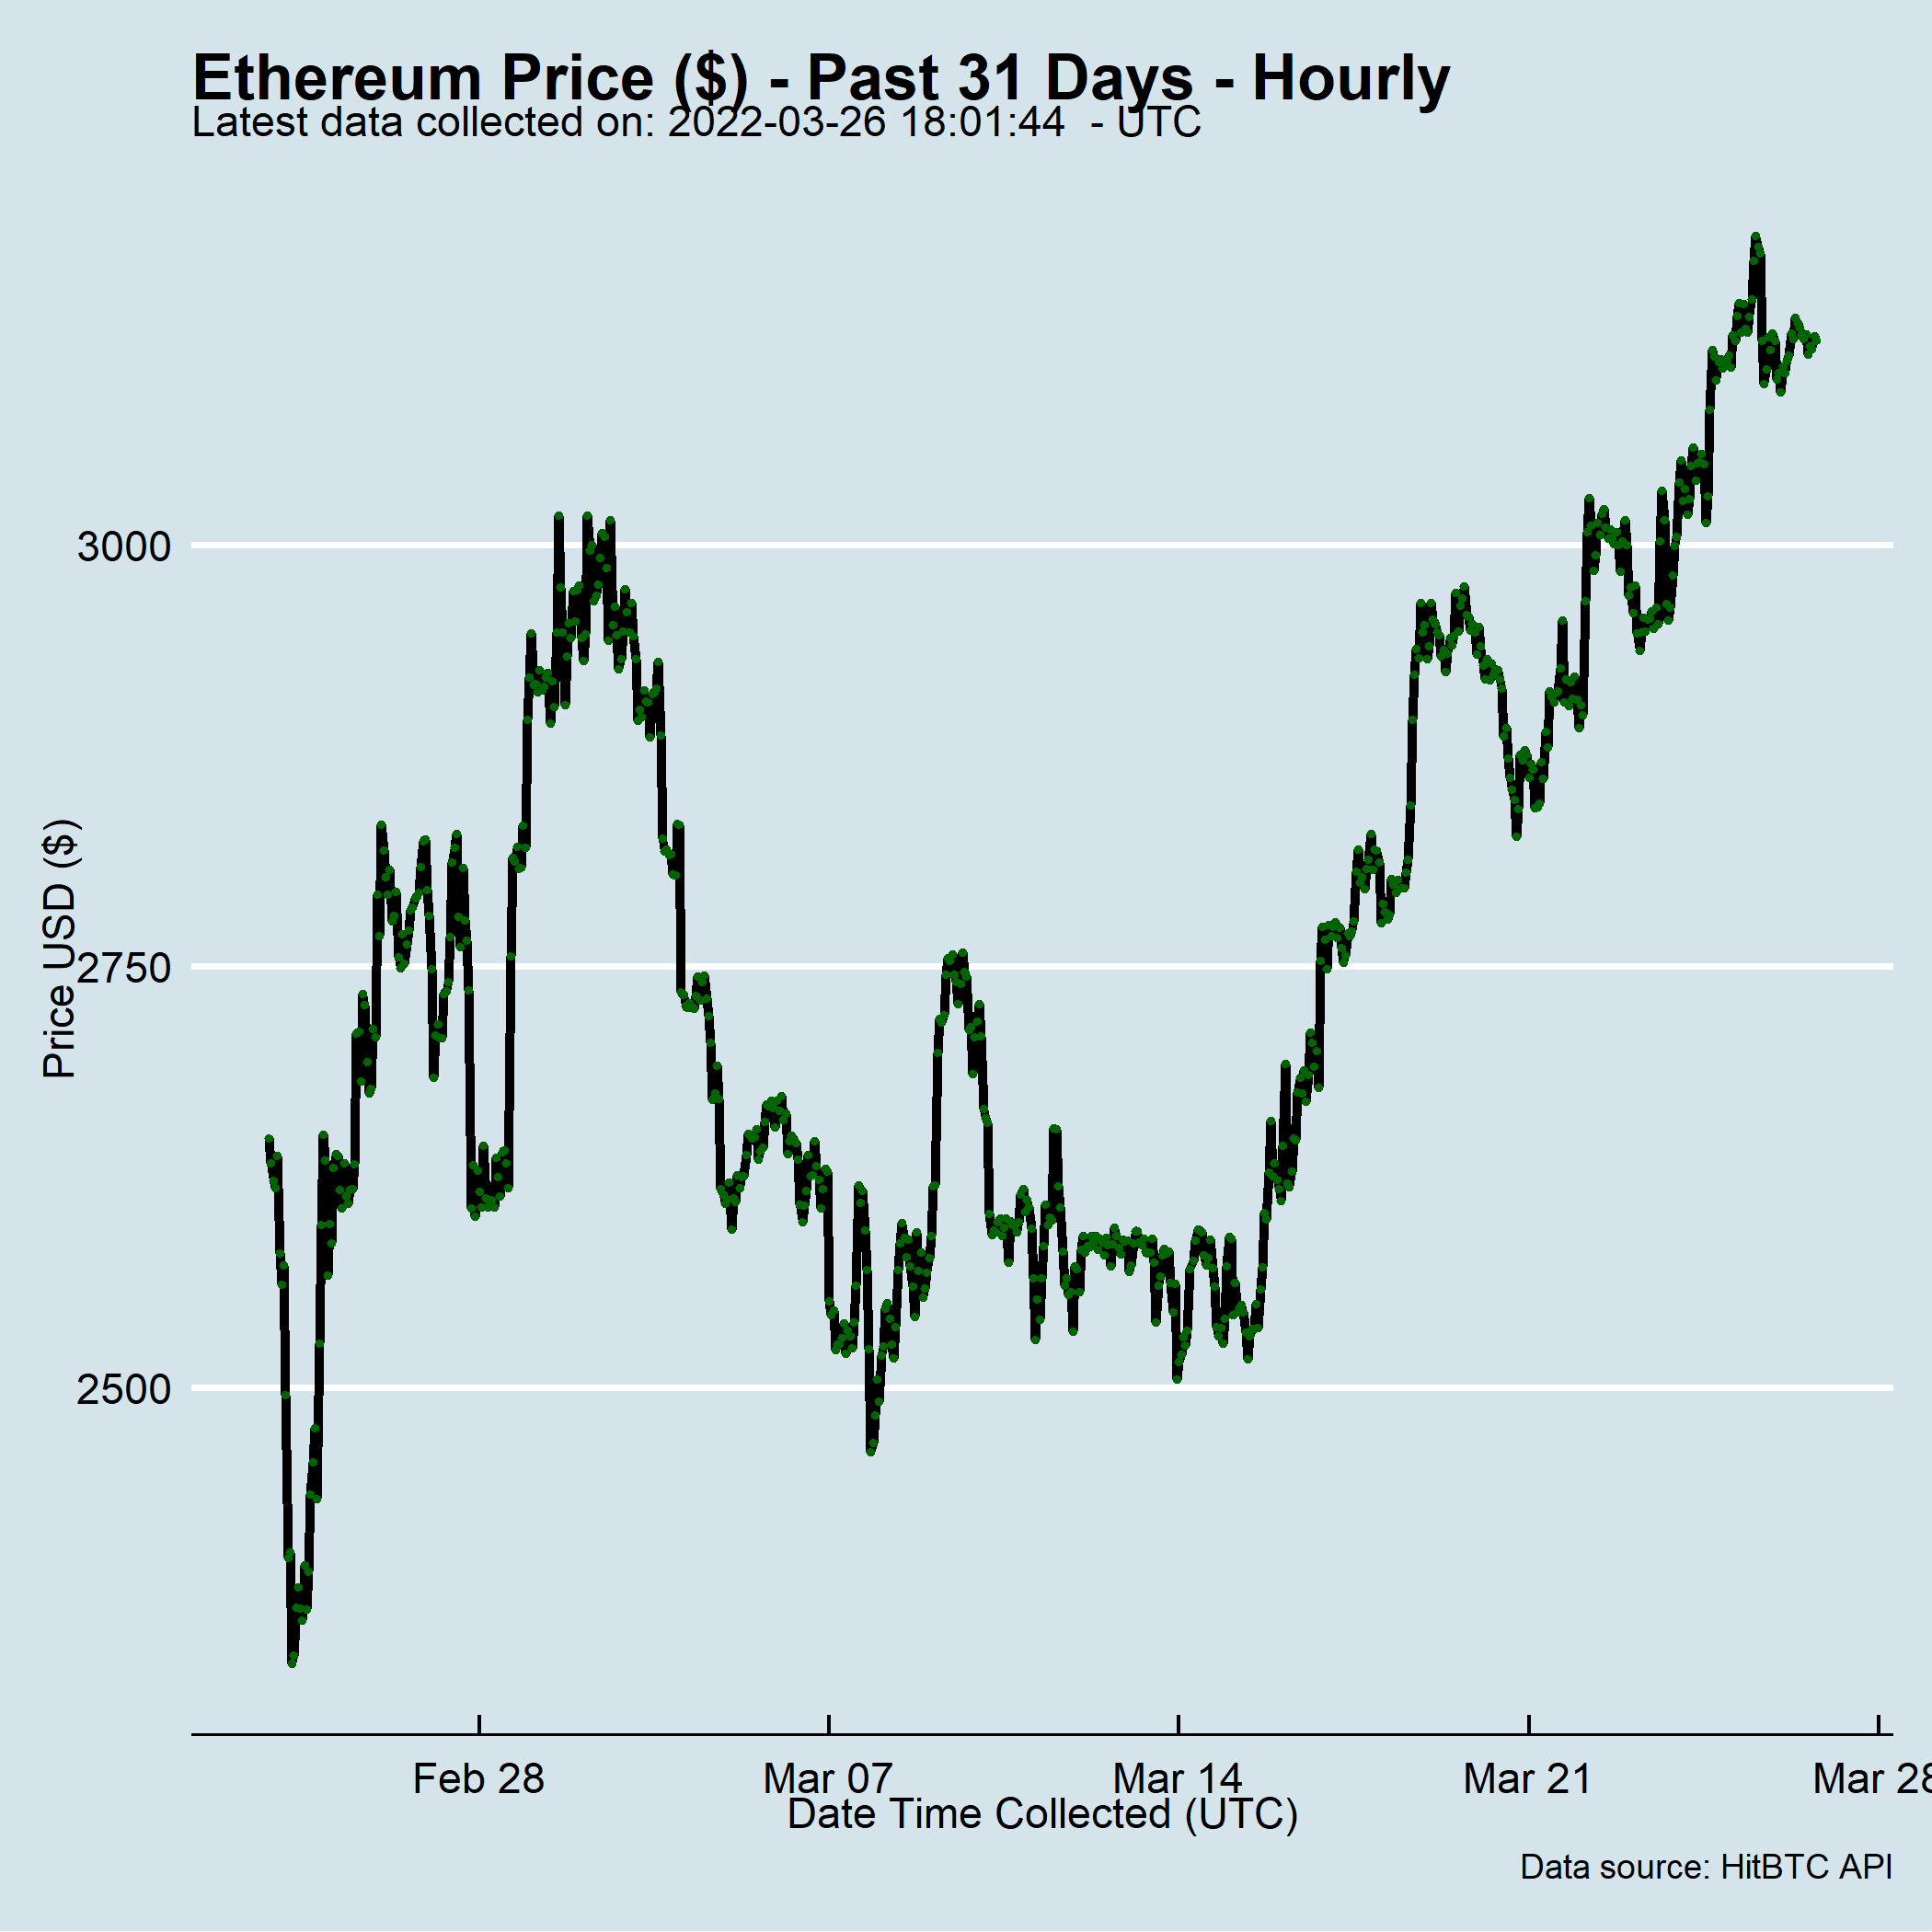 Ethereum Price ($) - Past 31 Days - Hourly
Latest data collected on: 2022-03-26 18:01:44  - UTC
Price USD ($)
3000
2750
2500
Feb 28 Mar 07 Mar 14 Mar 21 Mar 28
Date Time Collected (UTC)
Data source: HitBTC API